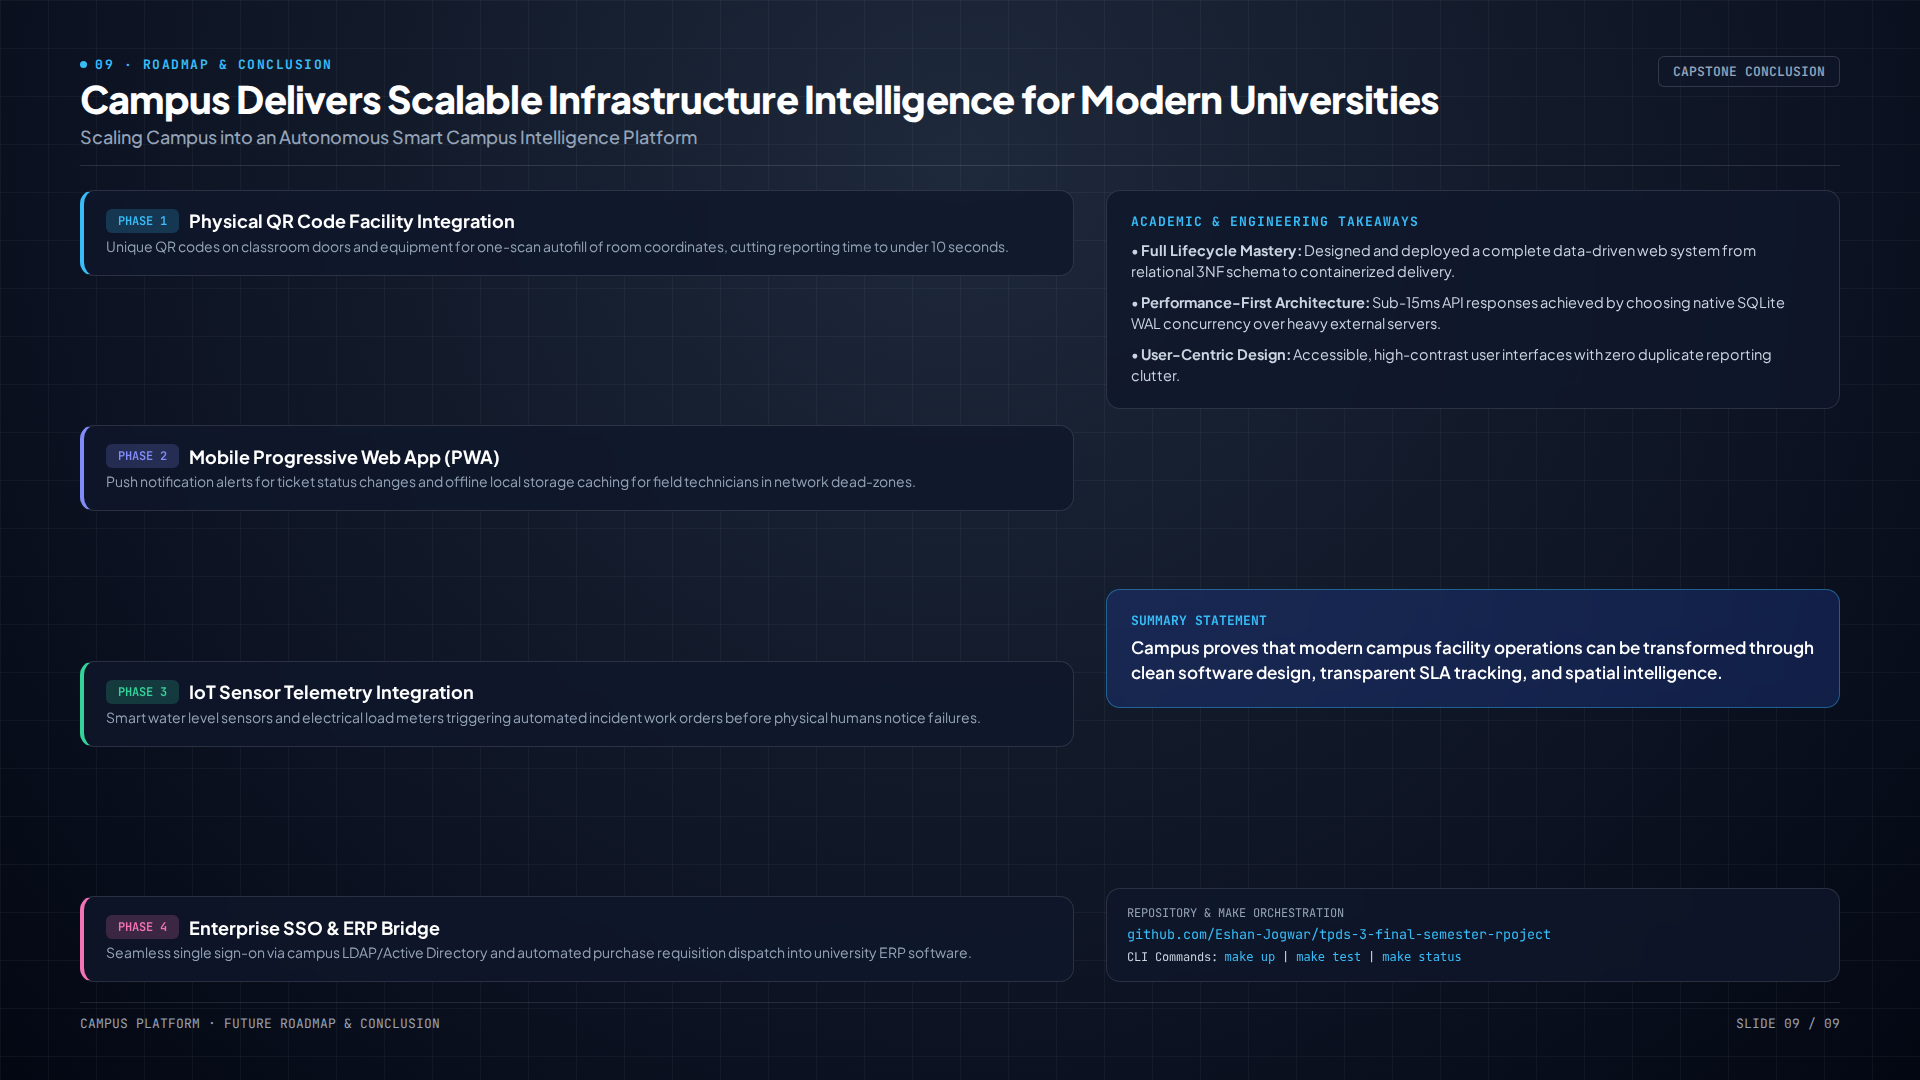 09 · ROADMAP & CONCLUSION
CAPSTONE CONCLUSION
Campus Delivers Scalable Infrastructure Intelligence for Modern Universities
Scaling Campus into an Autonomous Smart Campus Intelligence Platform
PHASE 1 Physical QR Code Facility Integration
Unique QR codes on classroom doors and equipment for one-scan autofill of room coordinates, cutting reporting time to under 10 seconds.
PHASE 2 Mobile Progressive Web App (PWA)
Push notification alerts for ticket status changes and offline local storage caching for field technicians in network dead-zones.
PHASE 3 IoT Sensor Telemetry Integration
Smart water level sensors and electrical load meters triggering automated incident work orders before physical humans notice failures.
PHASE 4 Enterprise SSO & ERP Bridge
Seamless single sign-on via campus LDAP/Active Directory and automated purchase requisition dispatch into university ERP software.
ACADEMIC & ENGINEERING TAKEAWAYS
• Full Lifecycle Mastery: Designed and deployed a complete data-driven web system from
relational 3NF schema to containerized delivery.
• Performance-First Architecture: Sub-15ms API responses achieved by choosing native SQLite
WAL concurrency over heavy external servers.
• User-Centric Design: Accessible, high-contrast user interfaces with zero duplicate reporting
clutter.
SUMMARY STATEMENT
Campus proves that modern campus facility operations can be transformed through
clean software design, transparent SLA tracking, and spatial intelligence.
REPOSITORY & MAKE ORCHESTRATION
github.com/Eshan-Jogwar/tpds-3-final-semester-rpoject
CLI Commands: make up | make test | make status
CAMPUS PLATFORM · FUTURE ROADMAP & CONCLUSION
SLIDE 09 / 09